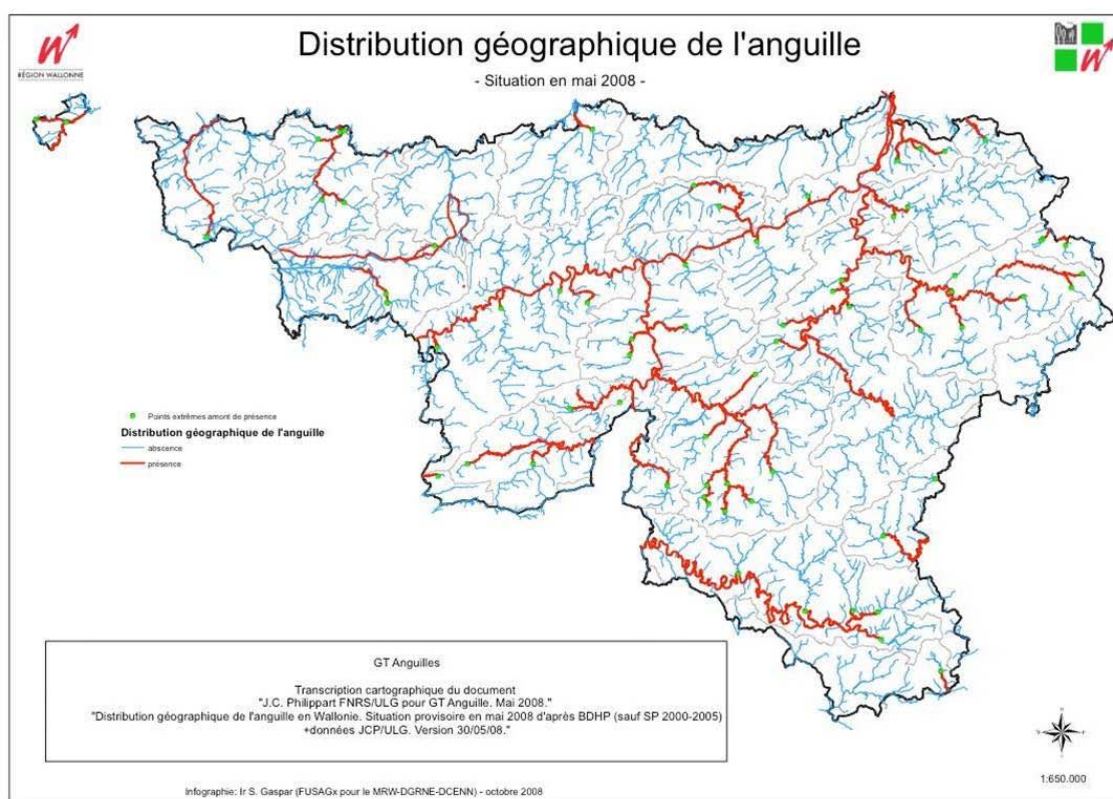 RÉGION WALLONNE
Distribution géographique de l'anguille
- Situation en mai 2008 -
Points extrêmes amont de présence
Distribution géographique de l'anguille
abscence
présence
GT Anguilles
Transcription cartographique du document
"J.C. Philippart FNRS/ULG pour GT Anguille. Mai 2008."
"Distribution géographique de l'anguille en Wallonie. Situation provisoire en mai 2008 d'après BDHP (sauf SP 2000-2005)
+données JCP/ULG. Version 30/05/08."
1:650.000
Infographie: Ir S. Gaspar (FUSAGx pour le MRW-DGRNE-DCENN) - octobre 2008